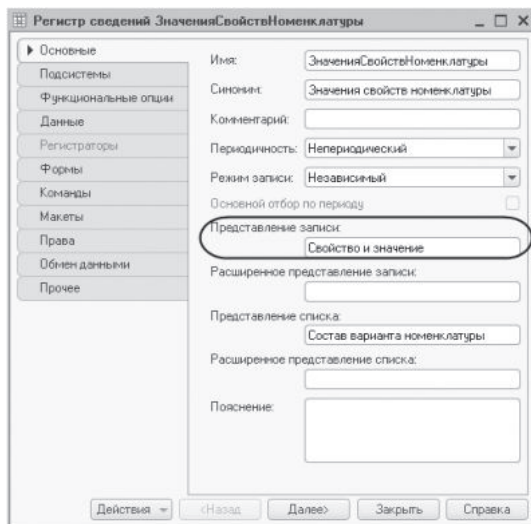 Регистр сведений ЗначенияСвойствНоменклатуры
Основные
Подсистемы
Функциональные опции
Данные
Регистраторы
Формы
Команды
Макеты
Права
Обмен данными
Прочее
Имя: ЗначенияСвойствНоменклатуры
Синоним: Значения свойств номенклатуры
Комментарий:
Периодичность: Непериодический
Режим записи: Независимый
Основной отбор по периоду
Представление записи:
Свойство и значение
Расширенное представление записи:
Представление списка:
Состав варианта номенклатуры
Расширенное представление списка:
Пояснение:
Действия <Назад Далее> Закрыть Справка